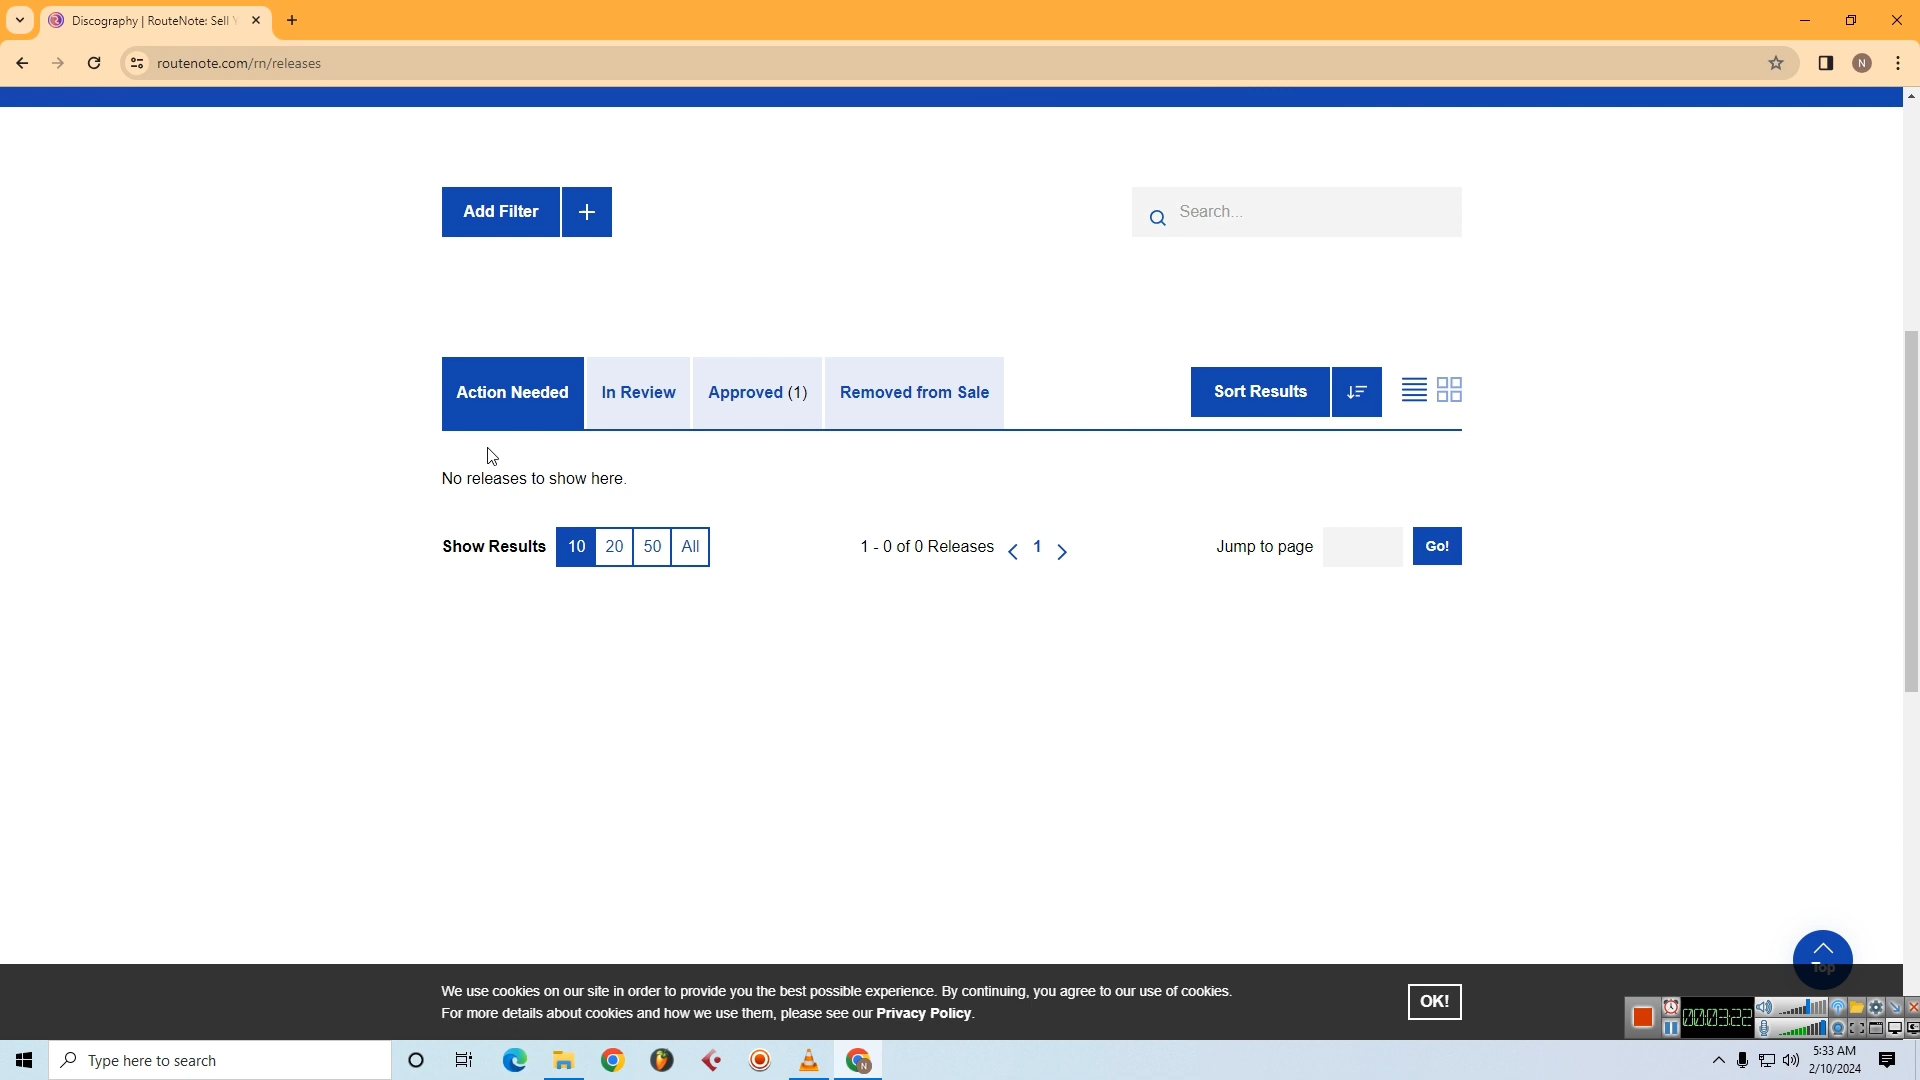 Discography | RouteNote: Sell Y
routenote.com/rn/releases
N
Add Filter
Search...
Action Needed
In Review
Approved (1)
Removed from Sale
Sort Results
No releases to show here.
Show Results 10 20 50 All
1 - 0 of 0 Releases 1
Jump to page
Go!
Top
We use cookies on our site in order to provide you the best possible experience. By continuing, you agree to our use of cookies.
For more details about cookies and how we use them, please see our Privacy Policy.
OK!
00:03:22
Type here to search
N
5:33 AM
2/10/2024